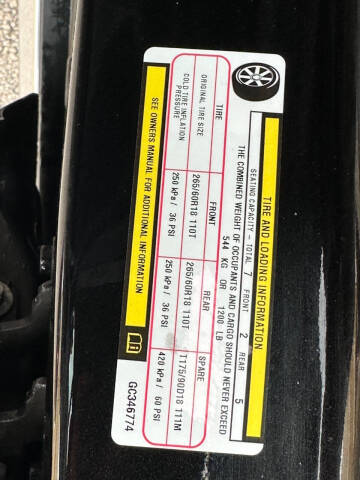 TIRE AND LOADING INFORMATION
SEATING CAPACITY - TOTAL 7 FRONT 2 REAR 5
THE COMBINED WEIGHT OF OCCUPANTS AND CARGO SHOULD NEVER EXCEED
544 KG OR 1200 LB
TIRE FRONT REAR SPARE
ORIGINAL TIRE SIZE 265/60R18 110T 265/60R18 110T T175/90D18 111M
COLD TIRE INFLATION PRESSURE 250 kPa / 36 PSI 250 kPa / 36 PSI 420 kPa / 60 PSI
SEE OWNERS MANUAL FOR ADDITIONAL INFORMATION
GC346774